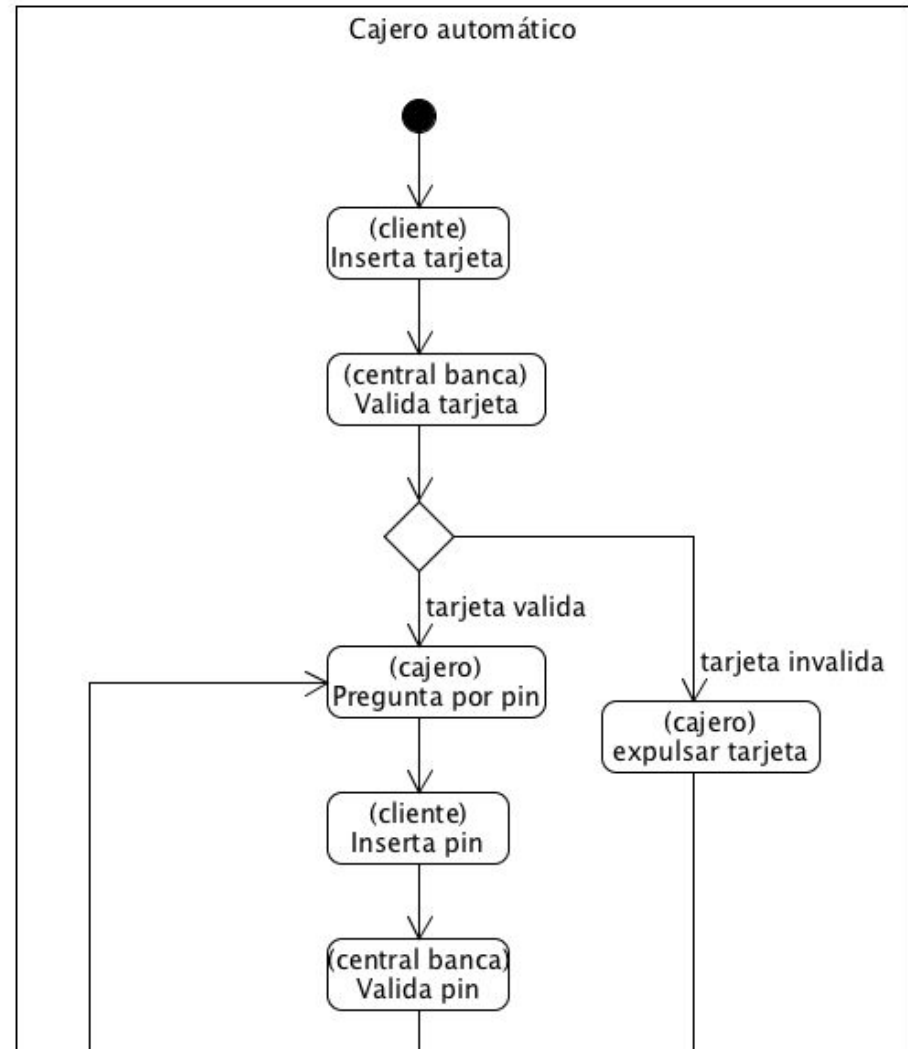 Cajero automático
(cliente)
Inserta tarjeta
(central banca)
Valida tarjeta
tarjeta valida
(cajero)
Pregunta por pin
tarjeta invalida
(cajero)
expulsar tarjeta
(cliente)
Inserta pin
(central banca)
Valida pin